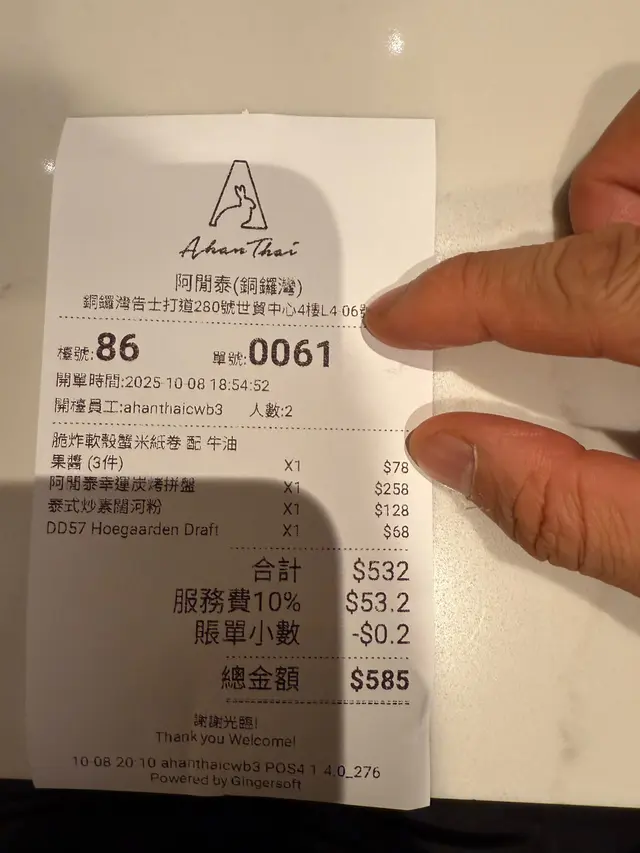 A
Ahan Thai
阿閒泰(銅鑼灣)
銅鑼灣告士打道280號世貿中心4樓L4-06號
檯號:86 單號:0061
開單時間:2025-10-08 18:54:52
開檯員工:ahanthaicwb3 人數:2
脆炸軟殼蟹米紙卷 配 牛油
果醬 (3件) X1 $78
阿閒泰幸運炭烤拼盤 X1 $258
泰式炒素闊河粉 X1 $128
DD57 Hoegaarden Draft X1 $68
合計 $532
服務費10% $53.2
賬單小數 -$0.2
總金額 $585
謝謝光臨!
Thank you Welcome!
10-08 20:10 ahanthaicwb3 POS4 1.4.0_276
Powered by Gingersoft